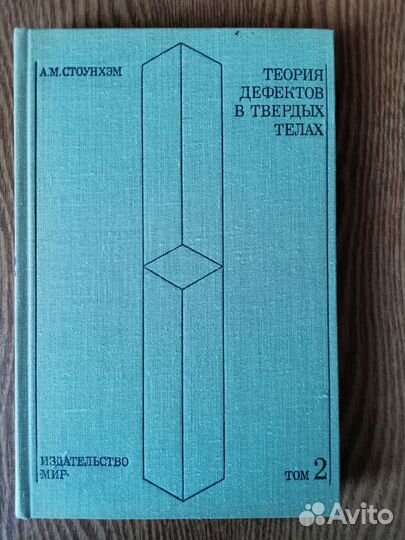 А.М.СТОУНХЭМ
ТЕОРИЯ
ДЕФЕКТОВ
В ТВЕРДЫХ
ТЕЛАХ
ИЗДАТЕЛЬСТВО
·МИР·
ТОМ 2
Avito